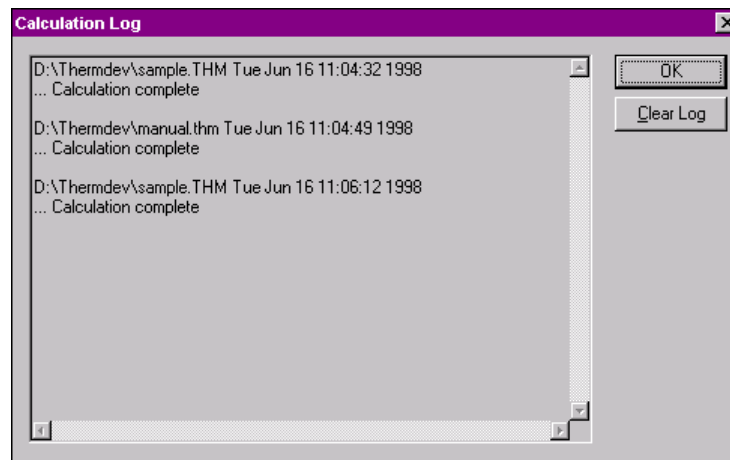 Calculation Log
D:\Thermdev\sample.THM Tue Jun 16 11:04:32 1998
... Calculation complete
D:\Thermdev\manual.thm Tue Jun 16 11:04:49 1998
... Calculation complete
D:\Thermdev\sample.THM Tue Jun 16 11:06:12 1998
... Calculation complete
OK
Clear Log